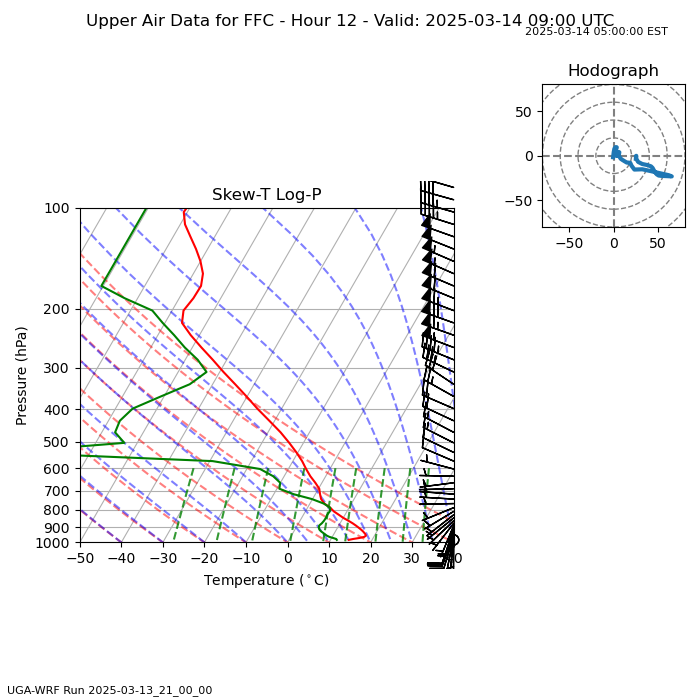 Upper Air Data for FFC - Hour 12 - Valid: 2025-03-14 09:00 UTC
2025-03-14 05:00:00 EST
Hodograph
50
0
−50
−50 0 50
Skew-T Log-P
100
200
300
400
500
600
700
800
900
1000
Pressure (hPa)
−50 −40 −30 −20 −10 0 10 20 30 40
Temperature (°C)
UGA-WRF Run 2025-03-13_21_00_00